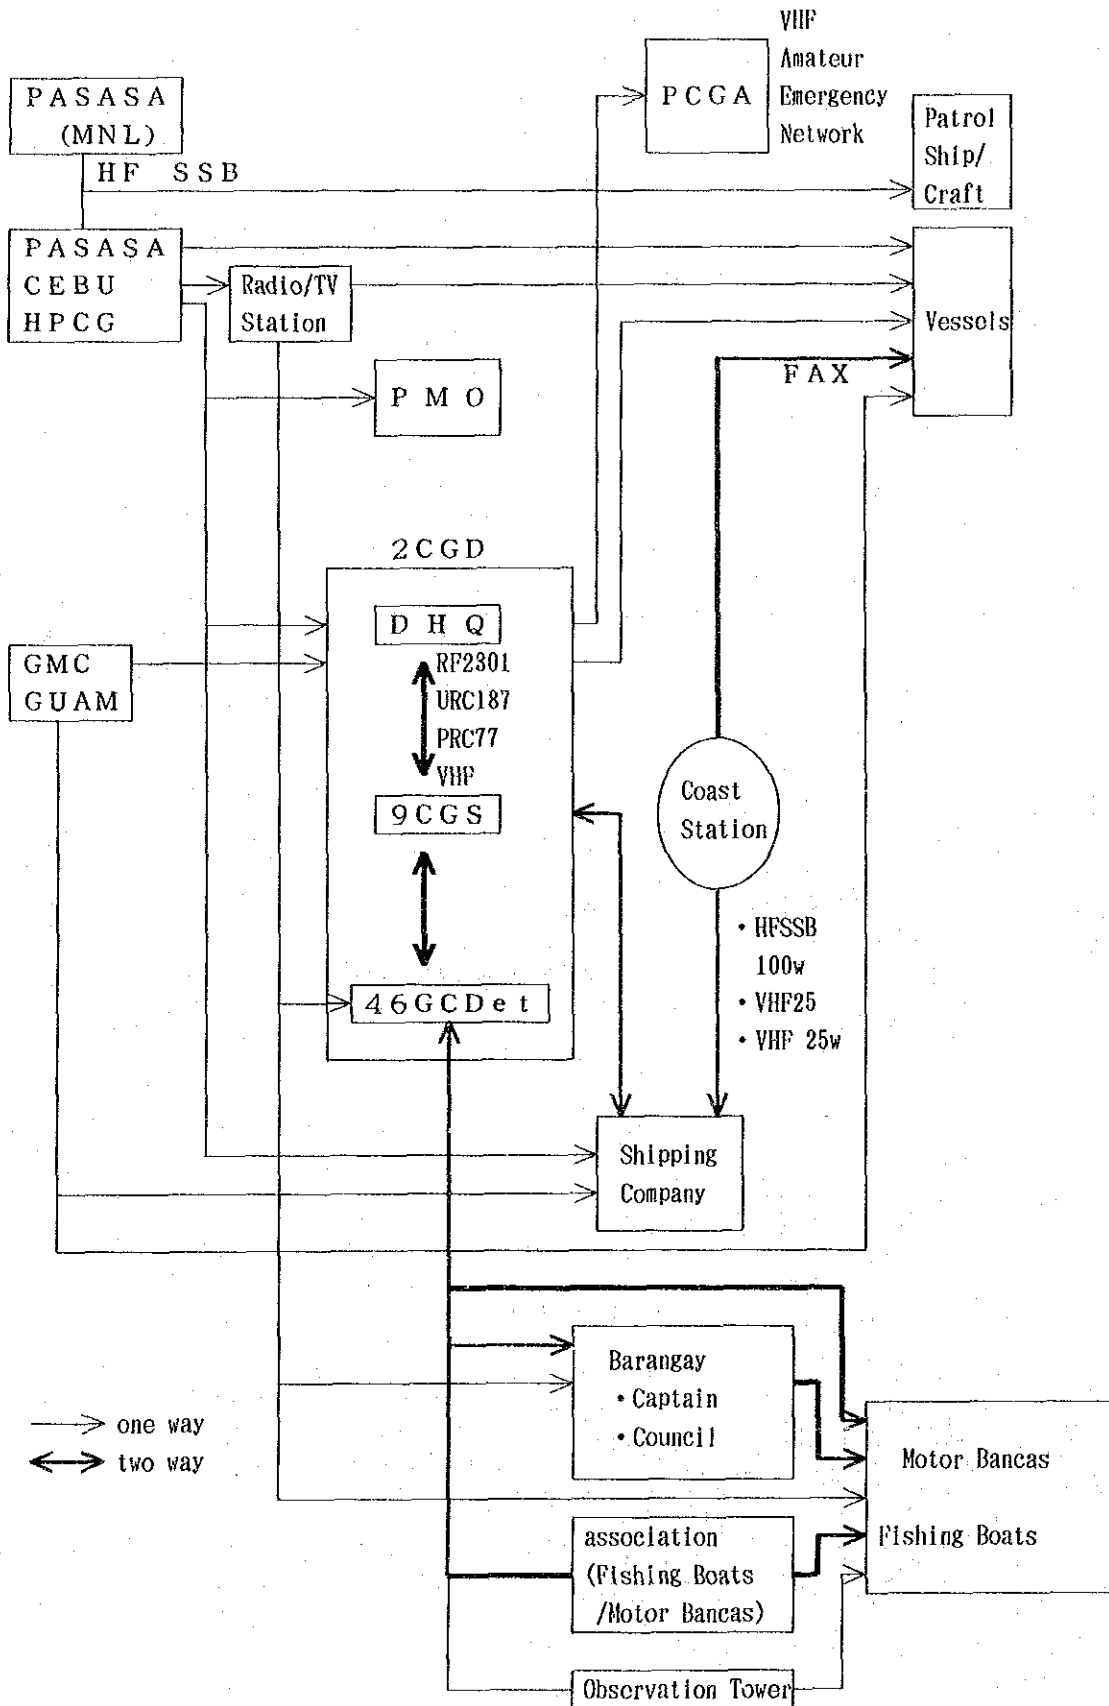 VHF
Amateur
Emergency
Network
PCGA
PASASA
(MNL)
HF SSB
Patrol
Ship/
Craft
PASASA
CEBU
HPCG
Radio/TV
Station
Vessels
FAX
PMO
2CGD
DHQ
RF2301
URC187
PRC77
VHF
GMC
GUAM
9CGS
Coast
Station
46GCDet
・HFSSB
100w
・VHF25
・VHF 25w
Shipping
Company
Barangay
・Captain
・Council
one way
two way
Motor Bancas
Fishing Boats
association
(Fishing Boats
/Motor Bancas)
Observation Tower